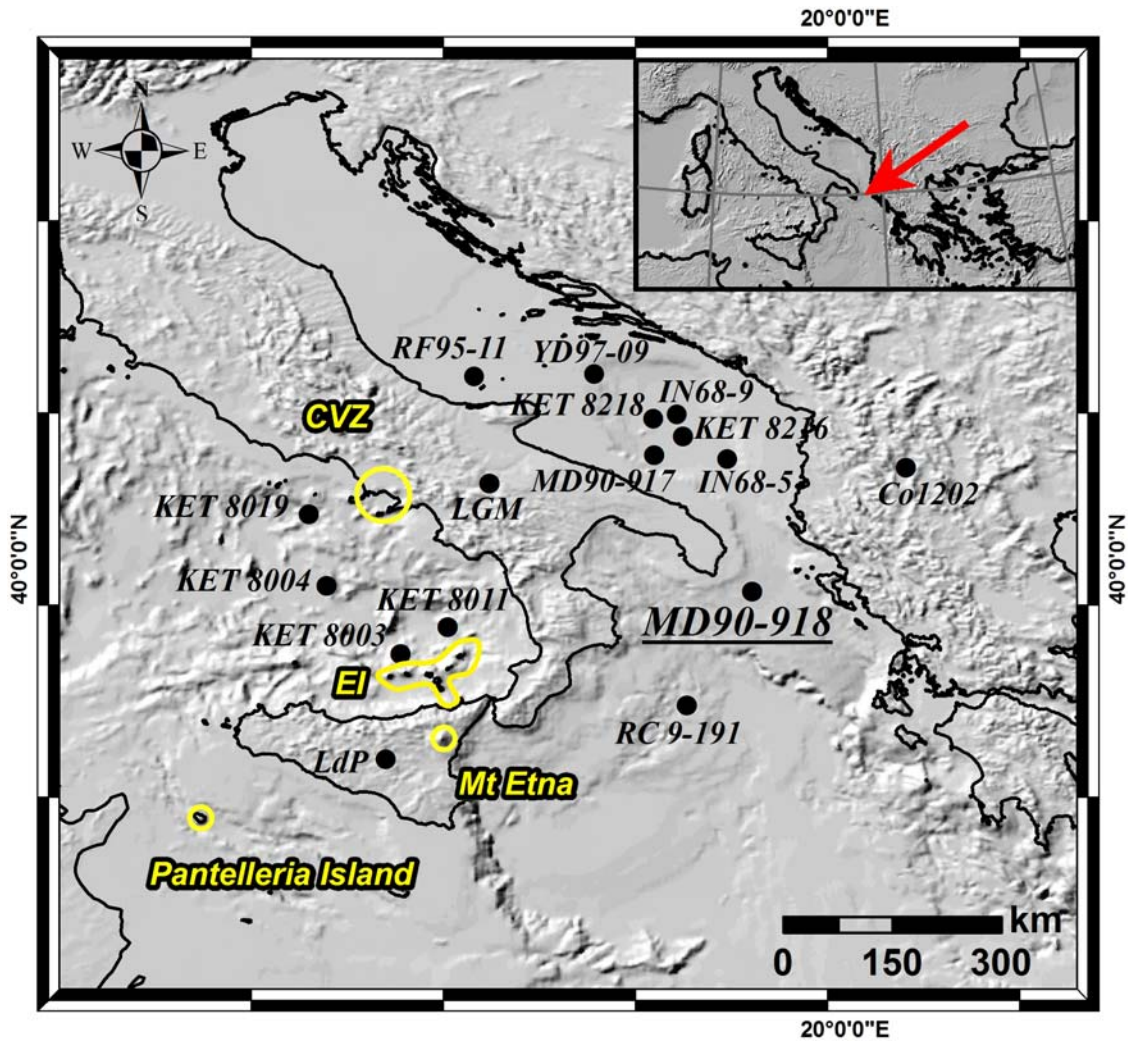 20°0'0"E
N
W
E
S
RF95-11
YD97-09
CVZ
KET 8218
IN68-9
KET 8216
MD90-917
IN68-5
Co1202
KET 8019
LGM
40°0'0"N
40°0'0"N
KET 8004
KET 8011
MD90-918
KET 8003
EI
RC 9-191
LdP
Mt Etna
Pantelleria Island
km
0 150 300
20°0'0"E